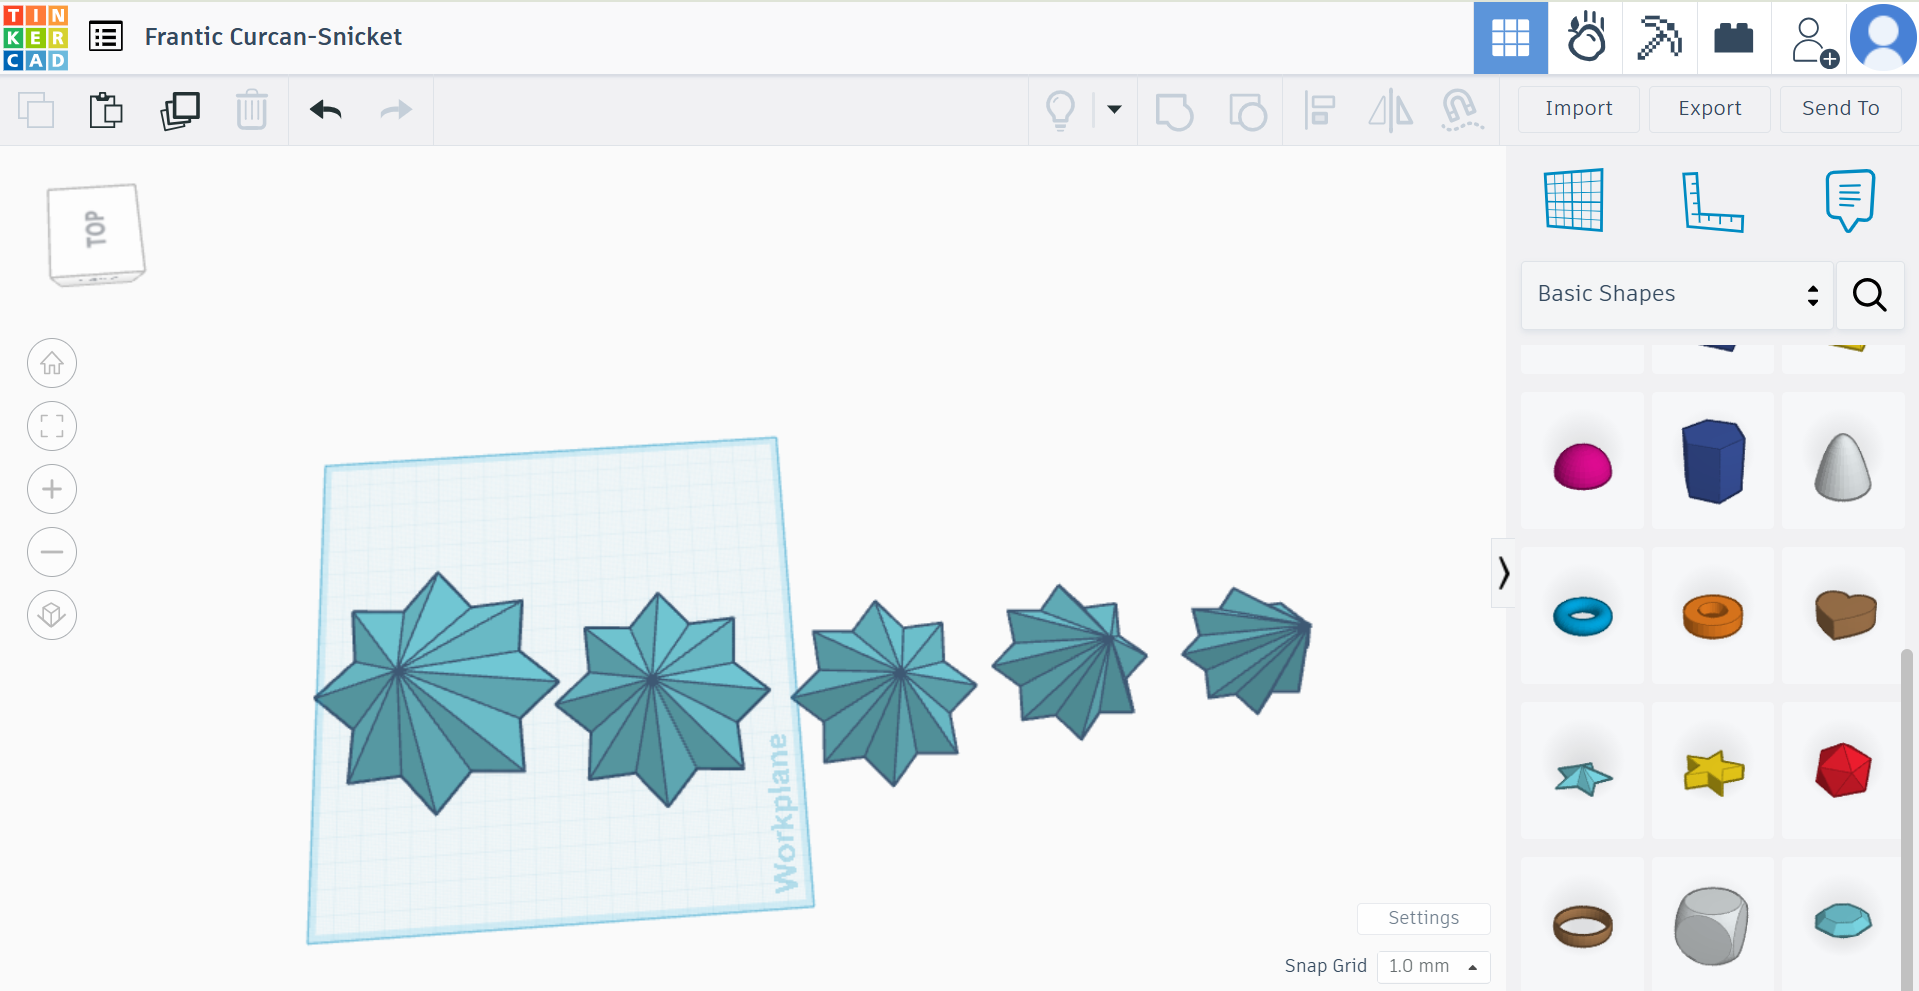 TIN
KER
CAD
Frantic Curcan-Snicket
Import
Export
Send To
TOP
Basic Shapes
Workplane
Settings
Snap Grid
1.0 mm